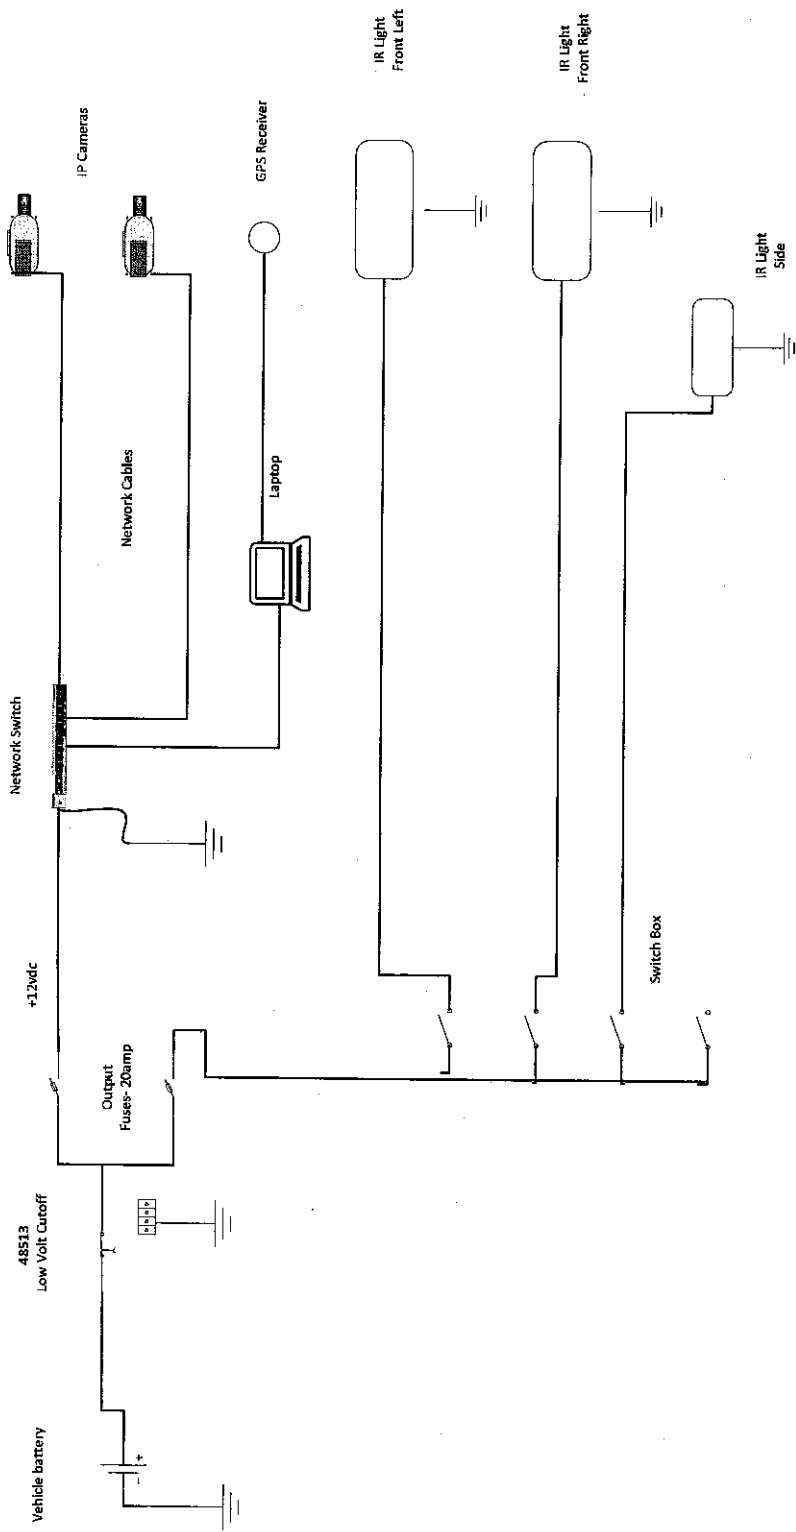 Vehicle battery
- +
48513
Low Volt Cutoff
Output
Fuses- 20amp
+12vdc
Network Switch
Network Cables
IP Cameras
Laptop
GPS Receiver
Switch Box
IR Light
Front Left
IR Light
Front Right
IR Light
Side